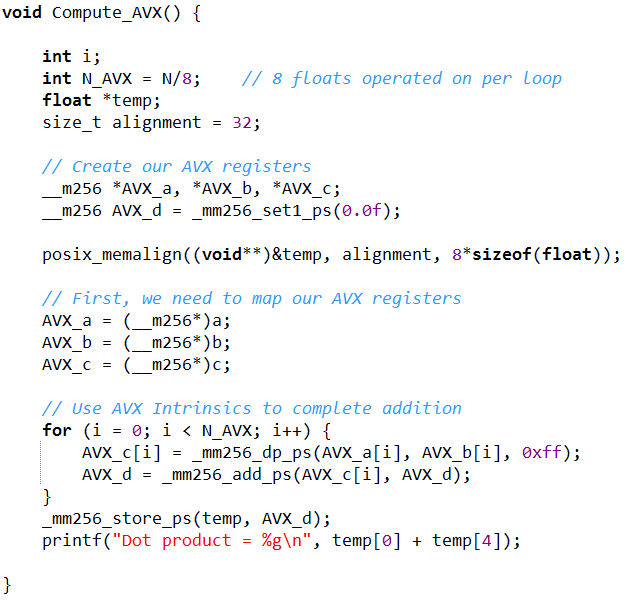 void Compute_AVX() {
int i;
int N_AVX = N/8;    // 8 floats operated on per loop
float *temp;
size_t alignment = 32;
// Create our AVX registers
__m256 *AVX_a, *AVX_b, *AVX_c;
__m256 AVX_d = _mm256_set1_ps(0.0f);
posix_memalign((void**)&temp, alignment, 8*sizeof(float));
// First, we need to map our AVX registers
AVX_a = (__m256*)a;
AVX_b = (__m256*)b;
AVX_c = (__m256*)c;
// Use AVX Intrinsics to complete addition
for (i = 0; i < N_AVX; i++) {
AVX_c[i] = _mm256_dp_ps(AVX_a[i], AVX_b[i], 0xff);
AVX_d = _mm256_add_ps(AVX_c[i], AVX_d);
}
_mm256_store_ps(temp, AVX_d);
printf("Dot product = %g\n", temp[0] + temp[4]);
}